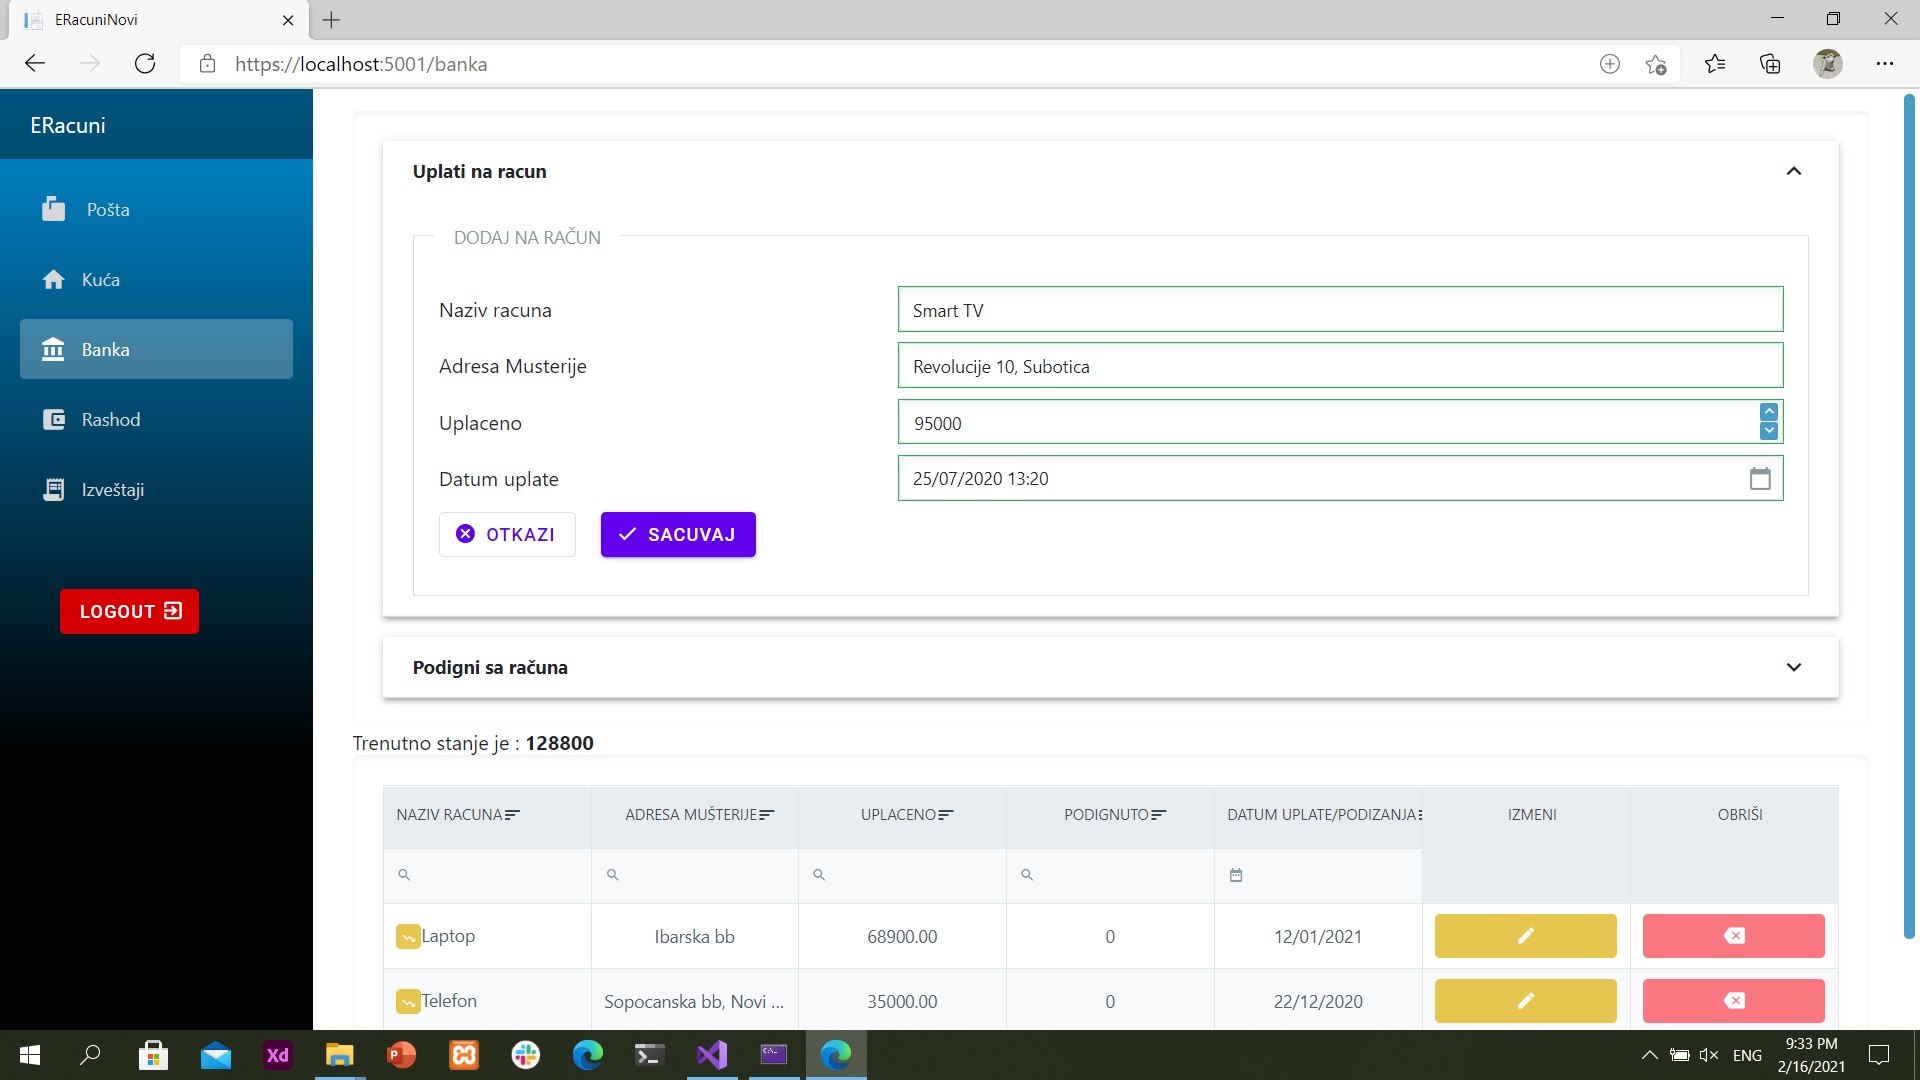 ERacuniNovi
https://localhost:5001/banka
ERacuni
Pošta
Kuća
Banka
Rashod
Izveštaji
LOGOUT
Uplati na racun
DODAJ NA RAČUN
Naziv racuna
Smart TV
Adresa Musterije
Revolucije 10, Subotica
Uplaceno
95000
Datum uplate
25/07/2020 13:20
OTKAZI
SACUVAJ
Podigni sa računa
Trenutno stanje je : 128800
NAZIV RACUNA ADRESA MUŠTERIJE UPLACENO PODIGNUTO DATUM UPLATE/PODIZANJA IZMENI OBRIŠI
Laptop Ibarska bb 68900.00 0 12/01/2021
Telefon Sopocanska bb, Novi ... 35000.00 0 22/12/2020
Xd
ENG
9:33 PM
2/16/2021